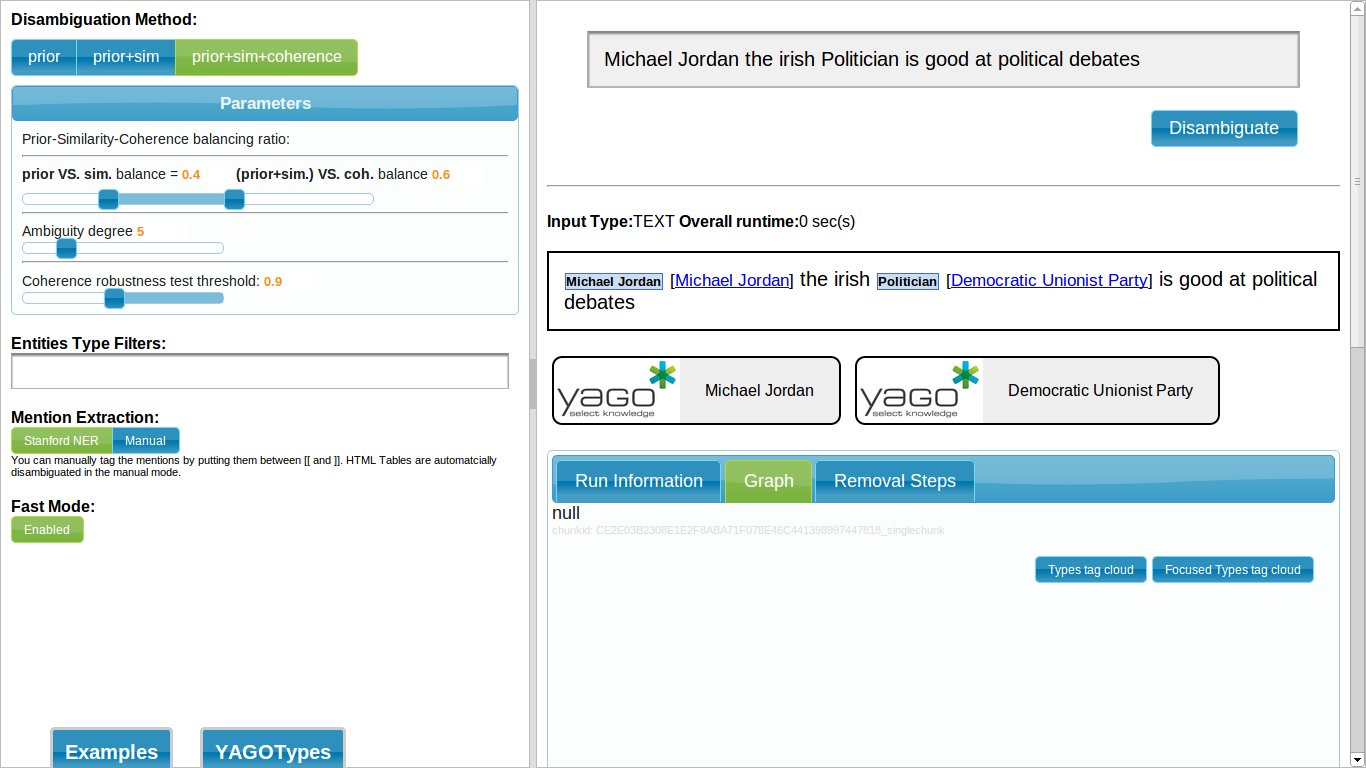 Disambiguation Method:
prior prior+sim prior+sim+coherence
Parameters
Prior-Similarity-Coherence balancing ratio:
prior VS. sim. balance = 0.4 (prior+sim.) VS. coh. balance 0.6
Ambiguity degree 5
Coherence robustness test threshold: 0.9
Entities Type Filters:
Mention Extraction:
Stanford NER Manual
You can manually tag the mentions by putting them between [[ and ]]. HTML Tables are automatcially
disambiguated in the manual mode.
Fast Mode:
Enabled
Examples YAGOTypes
Michael Jordan the irish Politician is good at political debates
Disambiguate
Input Type:TEXT Overall runtime:0 sec(s)
Michael Jordan [Michael Jordan] the irish Politician [Democratic Unionist Party] is good at political
debates
yago select knowledge Michael Jordan yago select knowledge Democratic Unionist Party
Run Information Graph Removal Steps
null
chunkid: CE2E03B2308E1E2F8ABA71F078E46C441398997447818_singlechunk
Types tag cloud Focused Types tag cloud